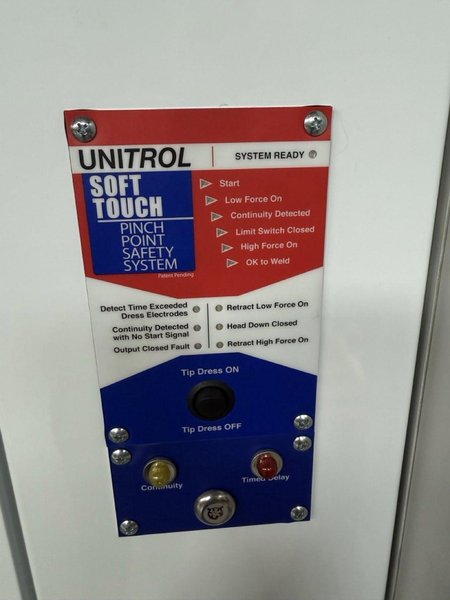 UNITROL
SYSTEM READY
SOFT
TOUCH
PINCH
POINT
SAFETY
SYSTEM
Patent Pending
Start
Low Force On
Continuity Detected
Limit Switch Closed
High Force On
OK to Weld
Detect Time Exceeded
Dress Electrodes
Continuity Detected
with No Start Signal
Output Closed Fault
Retract Low Force On
Head Down Closed
Retract High Force On
Tip Dress ON
Tip Dress OFF
Continuity
Timed Delay